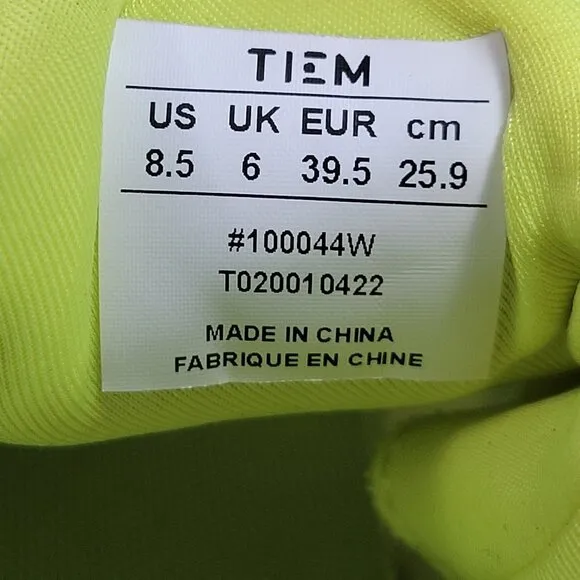 TIEM
US UK EUR cm
8.5 6 39.5 25.9
#100044W
T020010422
MADE IN CHINA
FABRIQUE EN CHINE